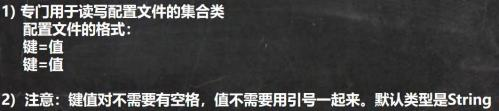 1) 专门用于读写配置文件的集合类
配置文件的格式：
键=值
键=值
2）注意：键值对不需要有空格，值不需要用引号一起来。默认类型是String